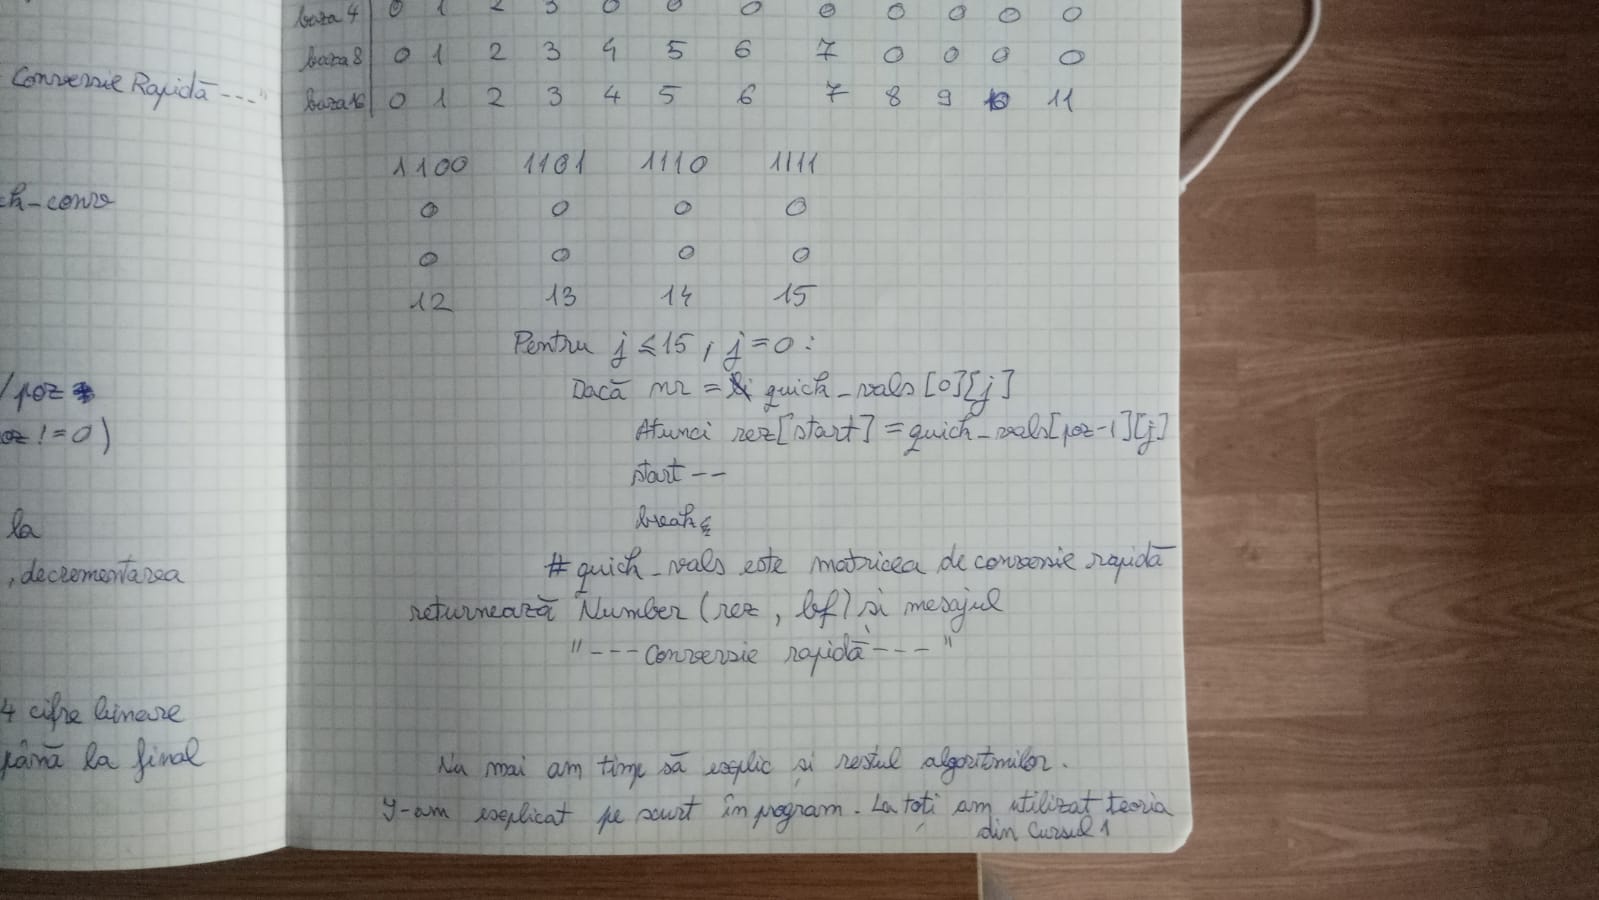 Conversie Rapidă ---"
ck-conv
/poz
oz != 0)
la
, decrementarea
4 cifre binare
până la final
baza 4 0 1 2 3 0 0 0 0 0 0 0 0
baza 8 0 1 2 3 4 5 6 7 0 0 0 0
baza 16 0 1 2 3 4 5 6 7 8 9 10 11
1100 1101 1110 1111
0 0 0 0
0 0 0 0
12 13 14 15
Pentru j ≤ 15, j = 0 :
Dacă nr = quick_vals[0][j]
Atunci rez[start] = quick_vals[poz-1][j]
start --
break
# quick_vals este matricea de conversie rapidă
returnează Number (rez, bf) și mesajul
"--- Conversie rapidă ---"
Nu mai am timp să explic și restul algoritmilor.
I-am explicat pe scurt în program. La toți am utilizat teoria
din Cursul 1